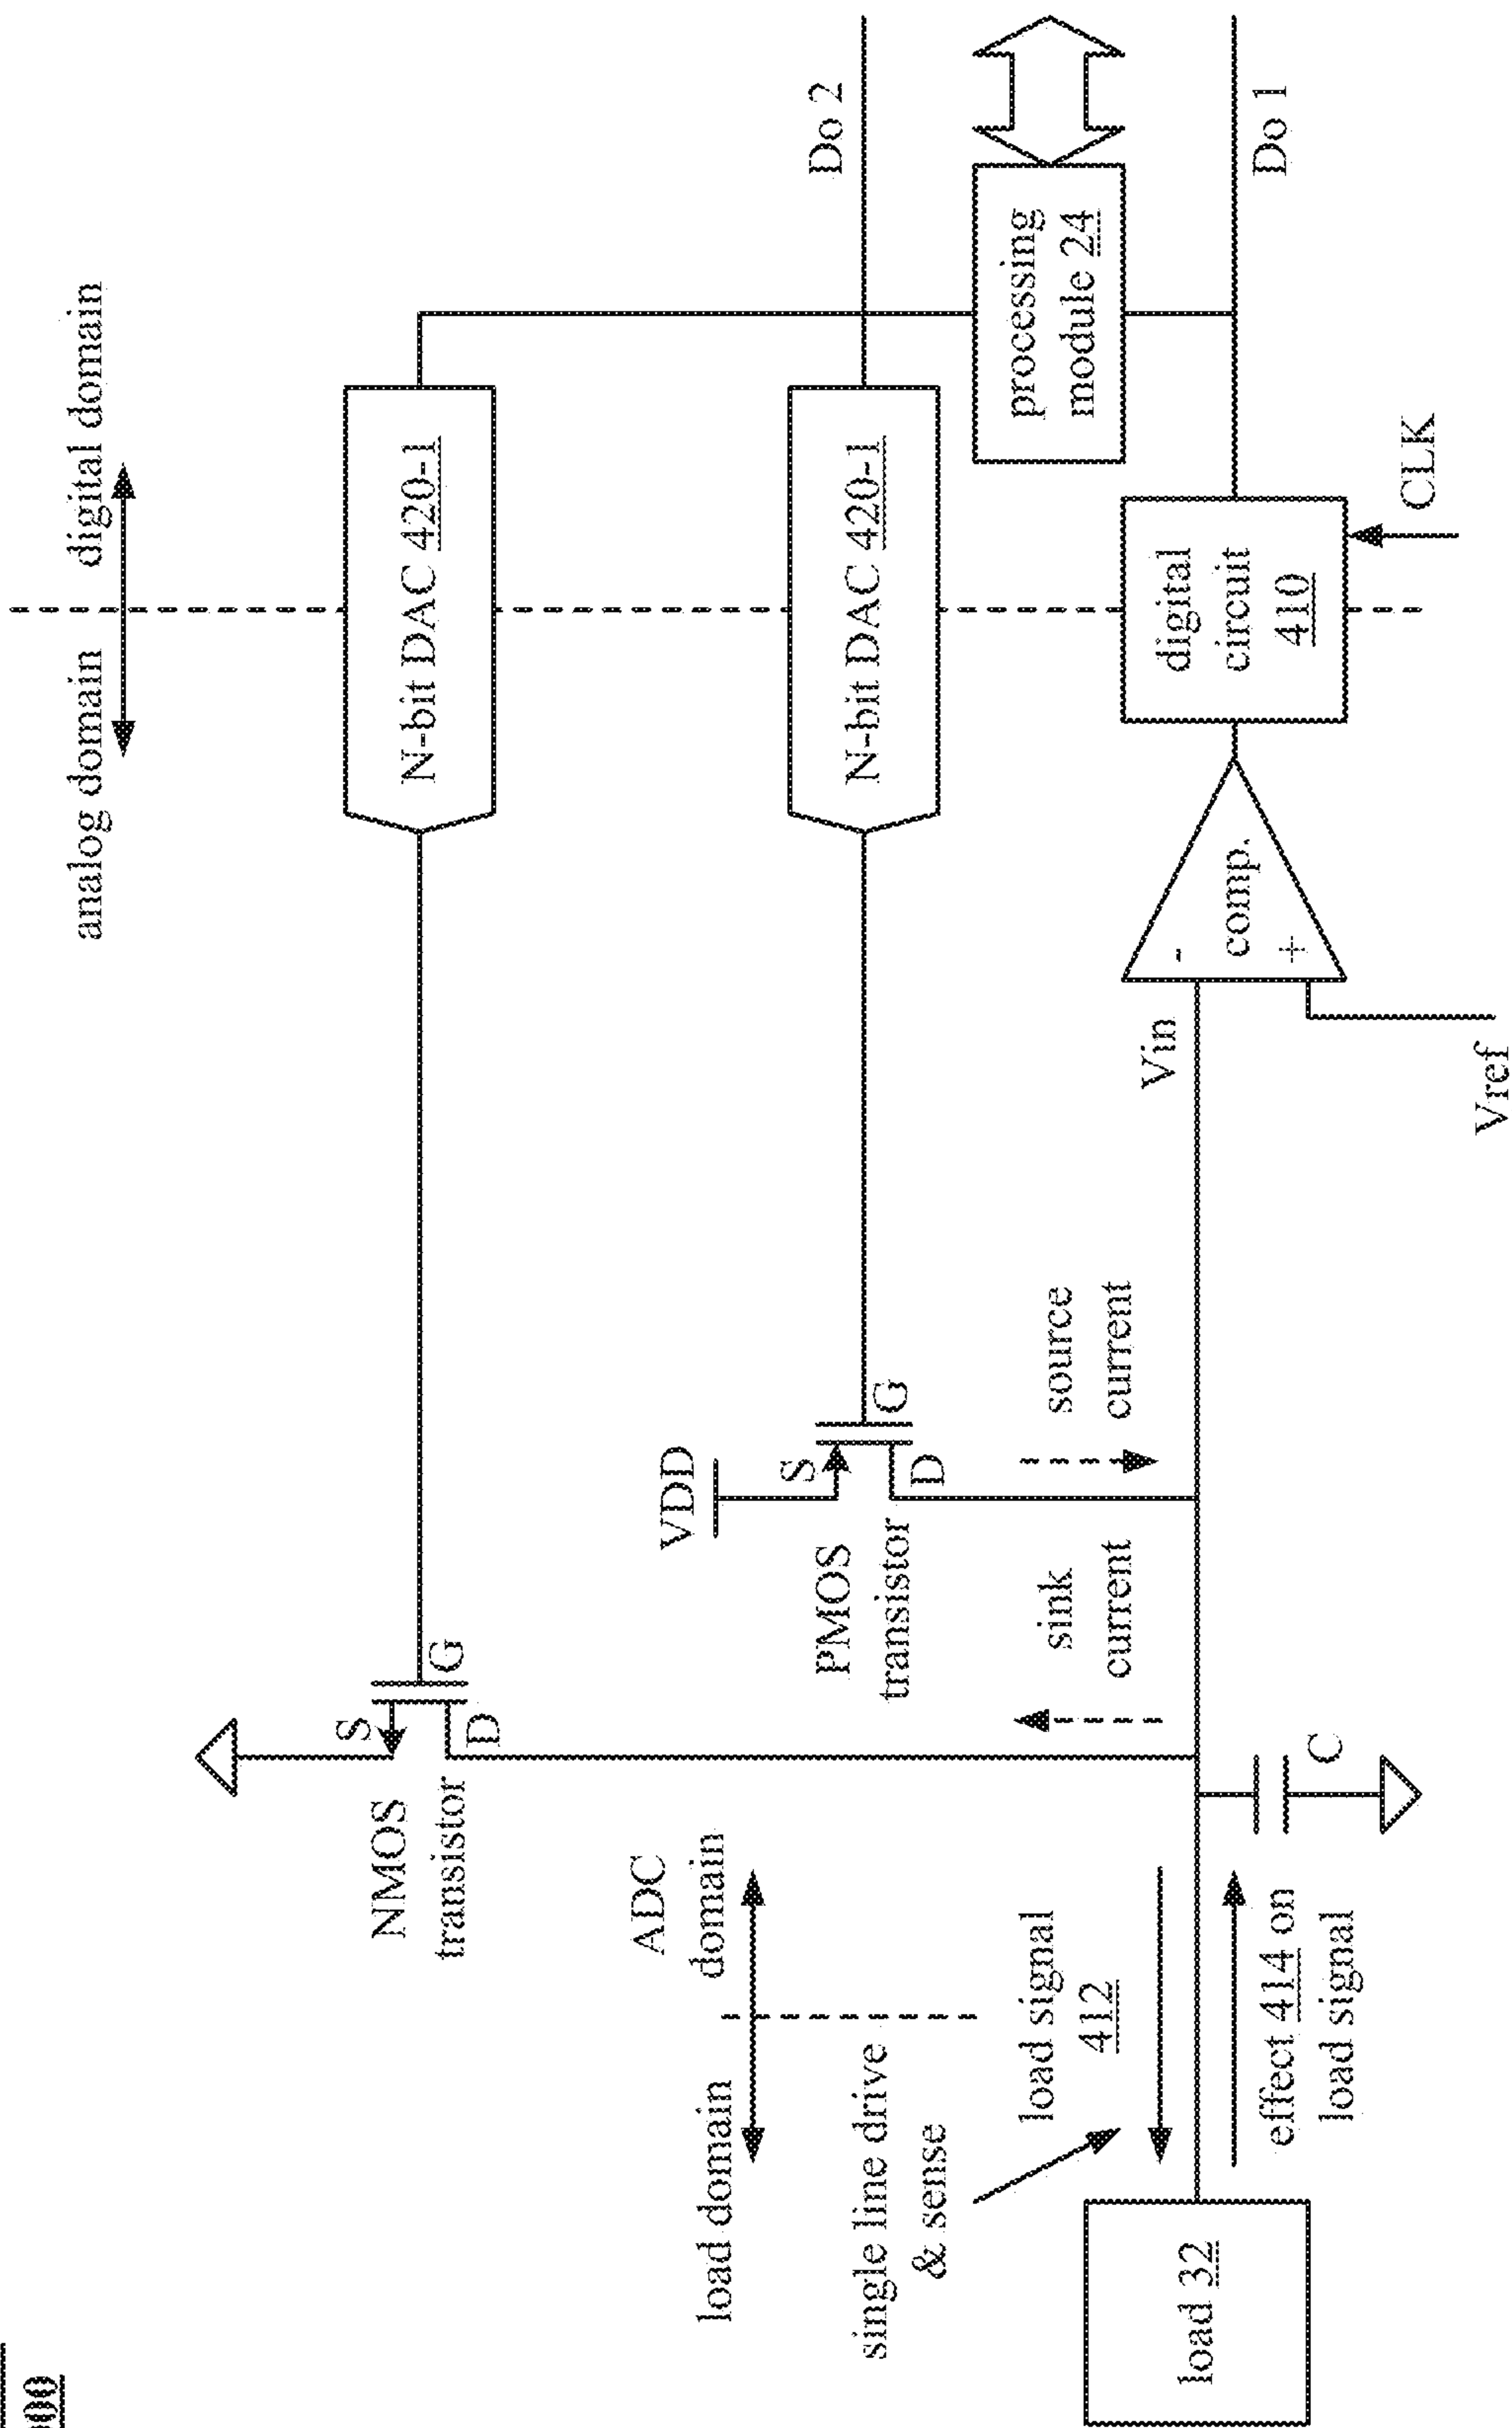 analog domain
digital domain
N-bit DAC 420-1
NMOS
transistor
S
G
D
load domain
ADC
domain
VDD
S
G
D
PMOS
transistor
N-bit DAC 420-1
Do 2
single line drive
& sense
load signal
412
sink
current
source
current
processing
module 24
load 32
effect 414 on
load signal
C
Vin
Vref
-
+
comp.
digital
circuit
410
CLK
Do 1